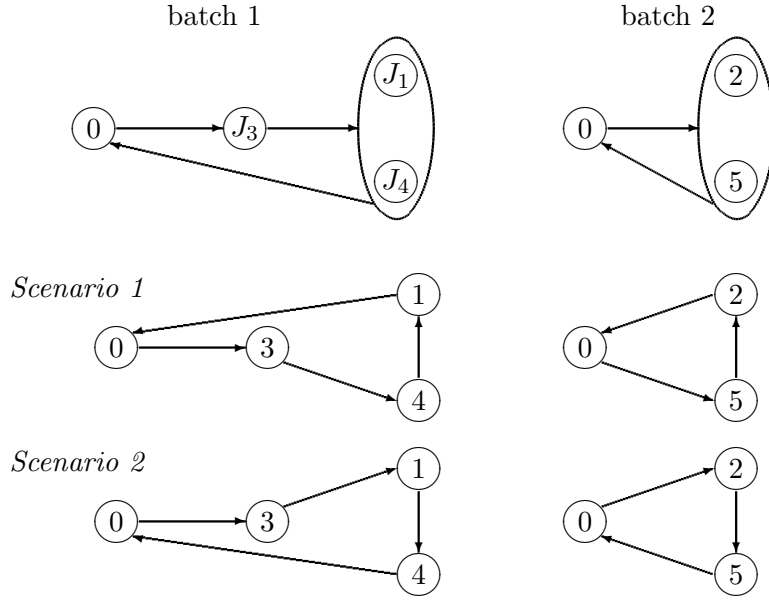 batch 1 batch 2
J₁ 2
0 J₃ 0
J₄ 5
Scenario 1 1 2
0 3 0
4 5
Scenario 2 1 2
0 3 0
4 5